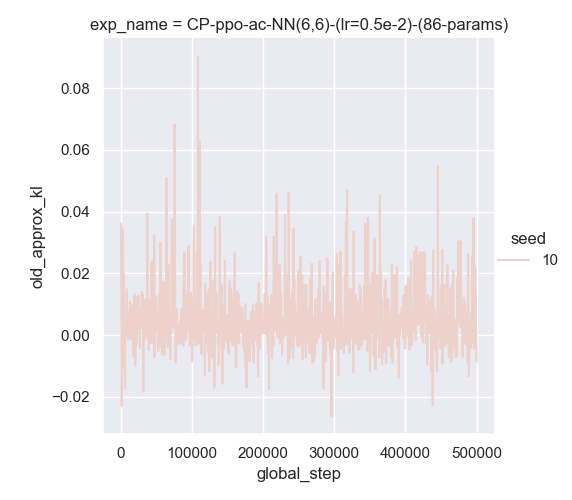 exp_name = CP-ppo-ac-NN(6,6)-(lr=0.5e-2)-(86-params)
0.08
0.06
0.04
0.02
0.00
−0.02
old_approx_kl
0 100000 200000 300000 400000 500000
global_step
seed
10